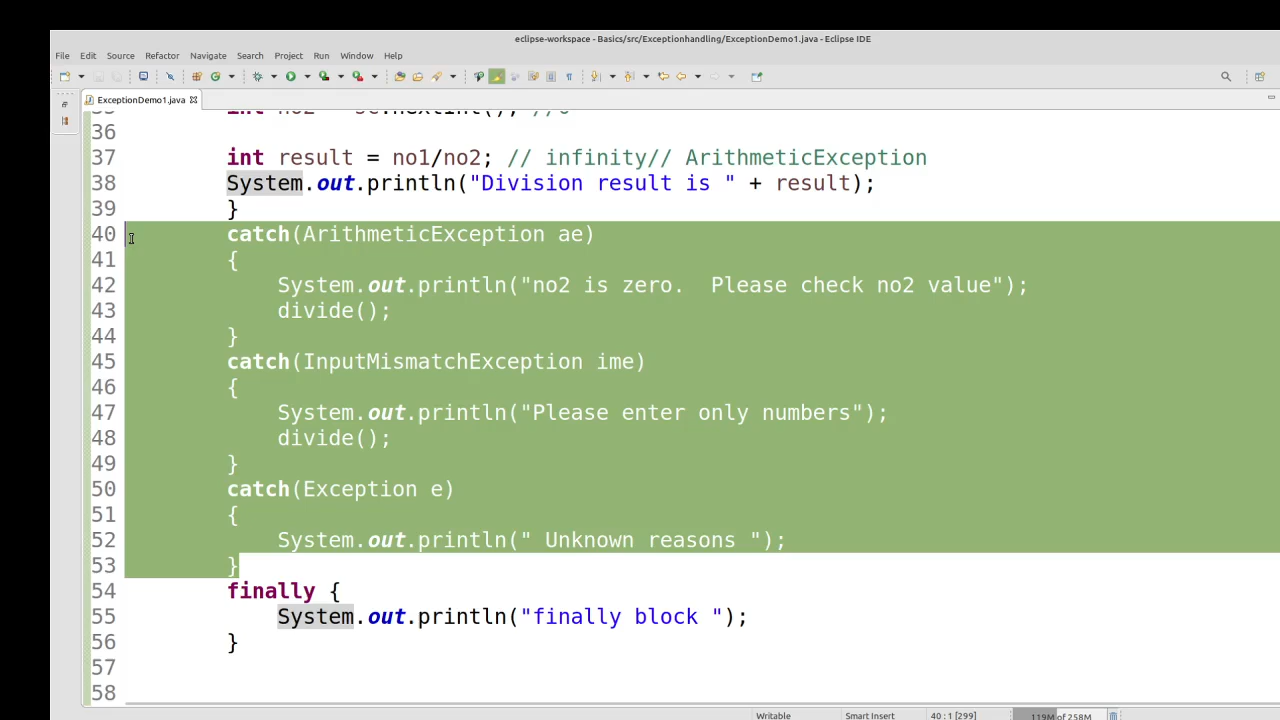 eclipse-workspace - Basics/src/Exceptionhandling/ExceptionDemo1.java - Eclipse IDE
File Edit Source Refactor Navigate Search Project Run Window Help
ExceptionDemo1.java
36
37 int result = no1/no2; // infinity// ArithmeticException
38 System.out.println("Division result is " + result);
39 }
40 catch(ArithmeticException ae)
41 {
42 System.out.println("no2 is zero.  Please check no2 value");
43 divide();
44 }
45 catch(InputMismatchException ime)
46 {
47 System.out.println("Please enter only numbers");
48 divide();
49 }
50 catch(Exception e)
51 {
52 System.out.println(" Unknown reasons ");
53 }
54 finally {
55 System.out.println("finally block ");
56 }
57
58
Writable Smart Insert 40 : 1 [299] 119M of 258M